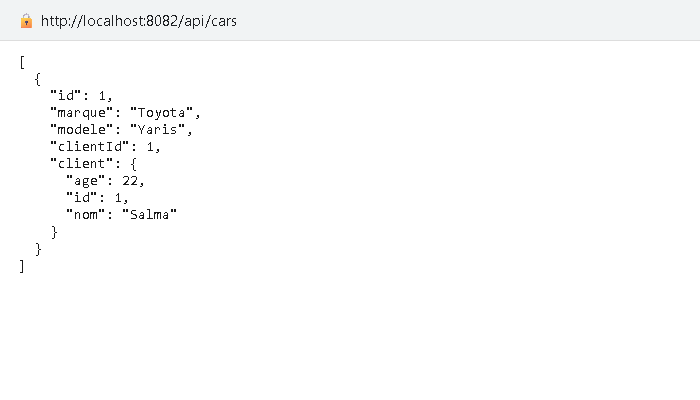 http://localhost:8082/api/cars
[
  {
    "id": 1,
    "marque": "Toyota",
    "modele": "Yaris",
    "clientId": 1,
    "client": {
      "age": 22,
      "id": 1,
      "nom": "Salma"
    }
  }
]